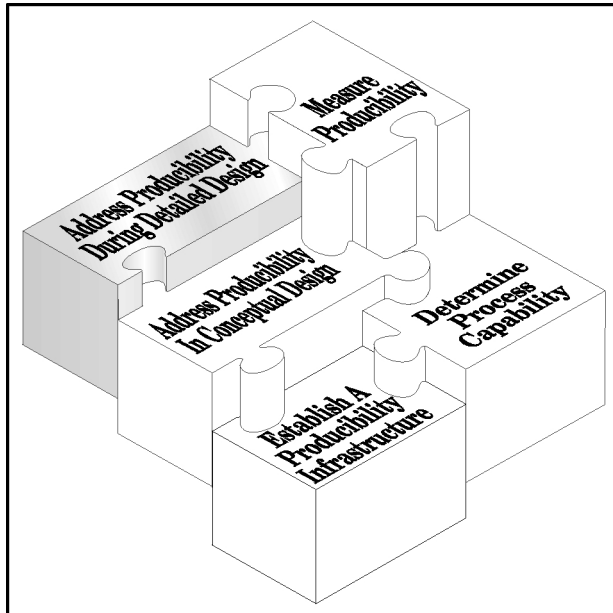 Measure
Producibility
Address Producibility
During Detailed Design
Address Producibility
In Conceptual Design
Determine
Process
Capability
Establish A
Producibility
Infrastructure